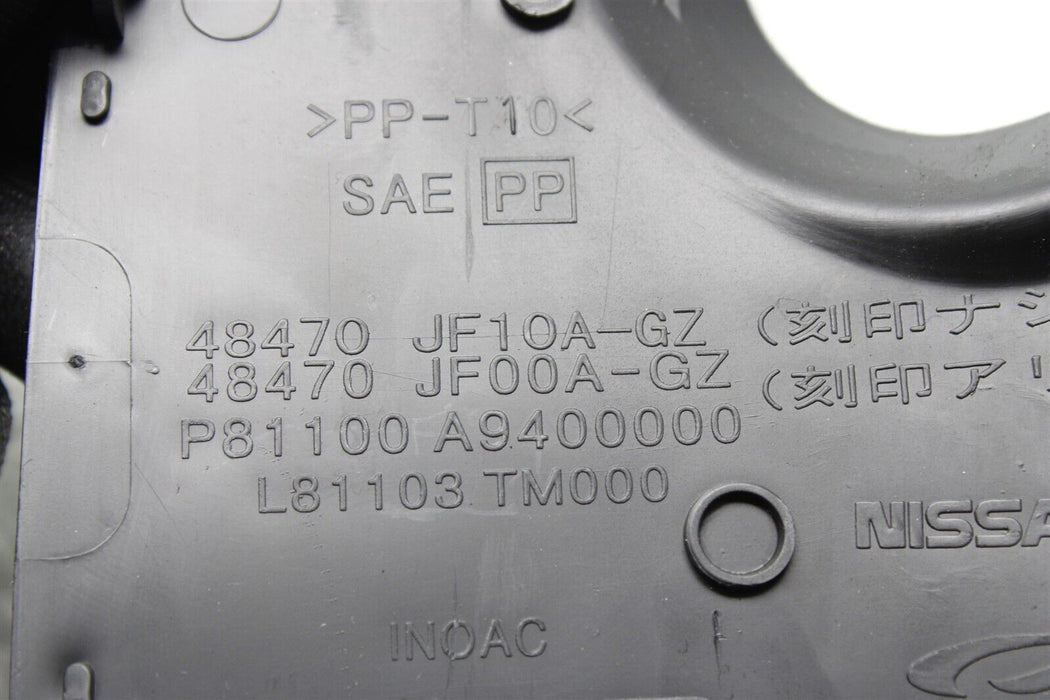 >PP-T10<
SAE PP
48470 JF10A-GZ (刻印ナシ
48470 JF00A-GZ (刻印アリ
P81100 A9400000
L81103 TM000
NISSA
INOAC